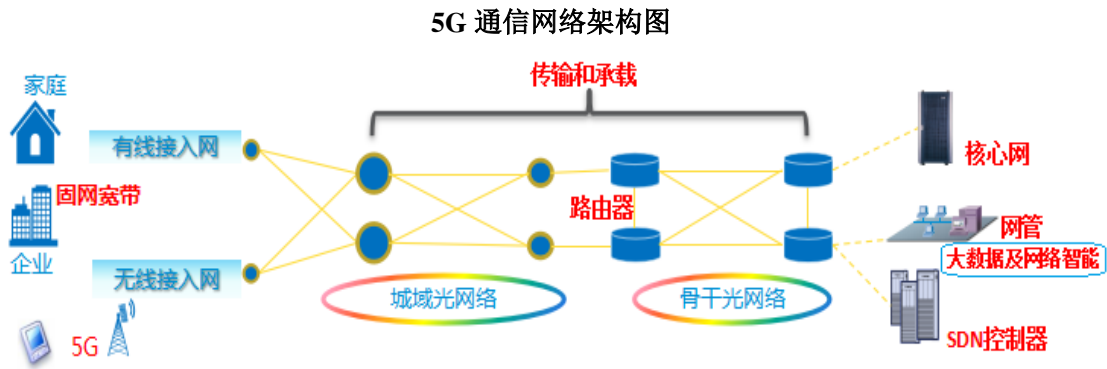 5G 通信网络架构图
传输和承载
家庭
有线接入网
核心网
固网宽带
路由器
网管
大数据及网络智能
企业
无线接入网
城域光网络
骨干光网络
5G
SDN控制器